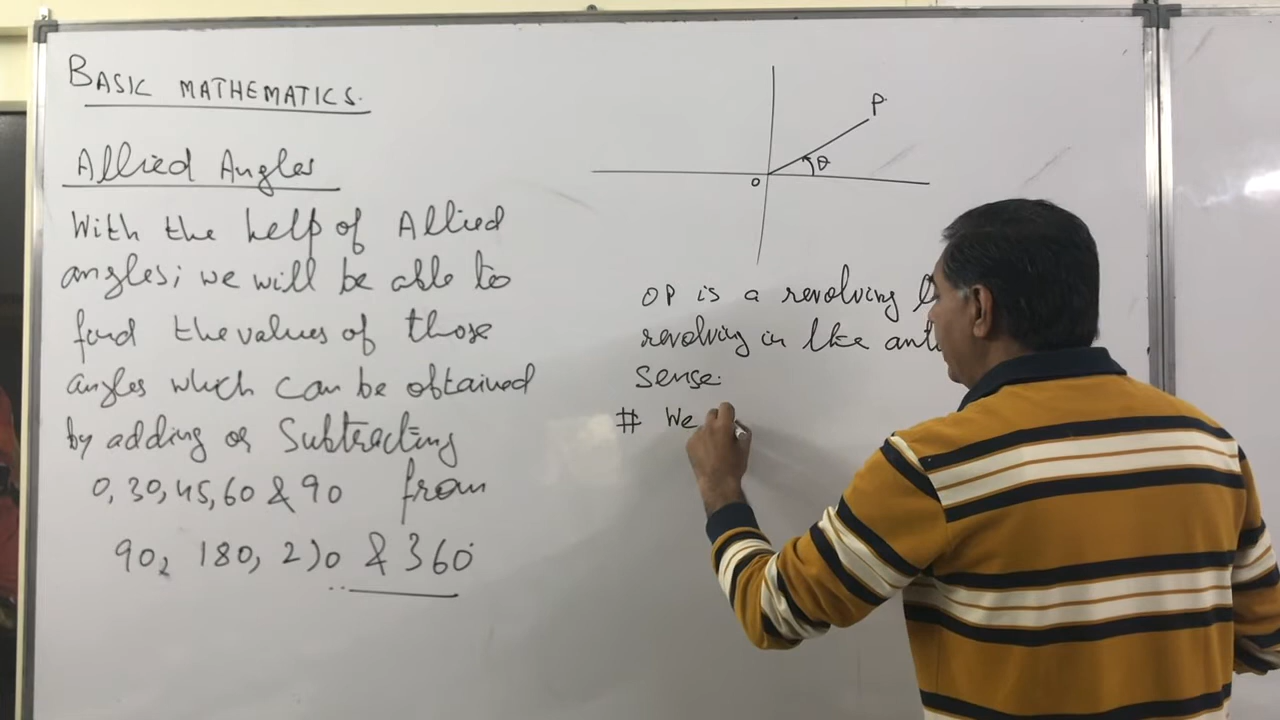 BASIC MATHEMATICS.
Allied Angles
With the help of Allied
angles; we will be able to
find the values of those
angles which can be obtained
by adding or Subtracting
0, 30, 45, 60 & 90 from
90, 180, 270 & 360
P
θ
O
OP is a revolving
revolving in the
sense.
# We